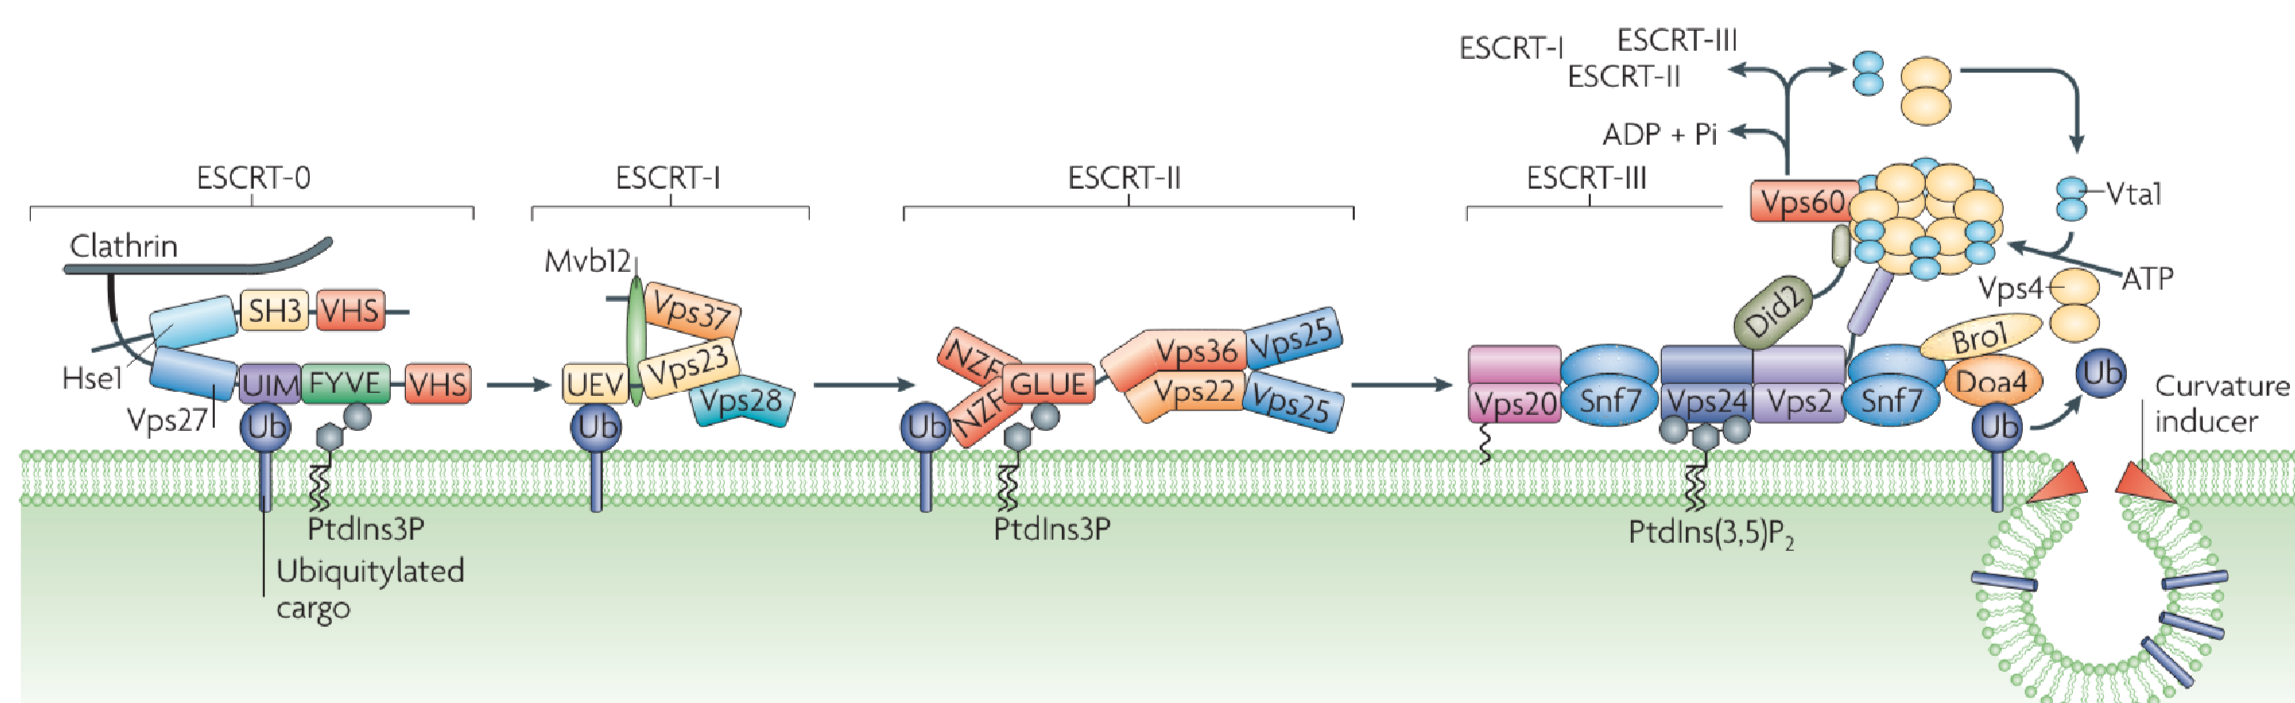 ESCRT-I
ESCRT-III
ESCRT-II
ADP + Pi
ESCRT-0
ESCRT-I
ESCRT-II
ESCRT-III
Vps60
Vta1
Clathrin
Mvb12
ATP
Vps4
SH3
VHS
Vps37
Did2
NZF
Vps36
Vps25
Bro1
Hse1
UIM
FYVE
VHS
UEV
Vps23
GLUE
Vps22
Vps25
Vps20
Snf7
Vps24
Vps2
Snf7
Doa4
Ub
Curvature
inducer
Vps27
Vps28
NZF
Ub
Ub
Ub
Ub
PtdIns3P
PtdIns3P
PtdIns(3,5)P₂
Ubiquitylated
cargo